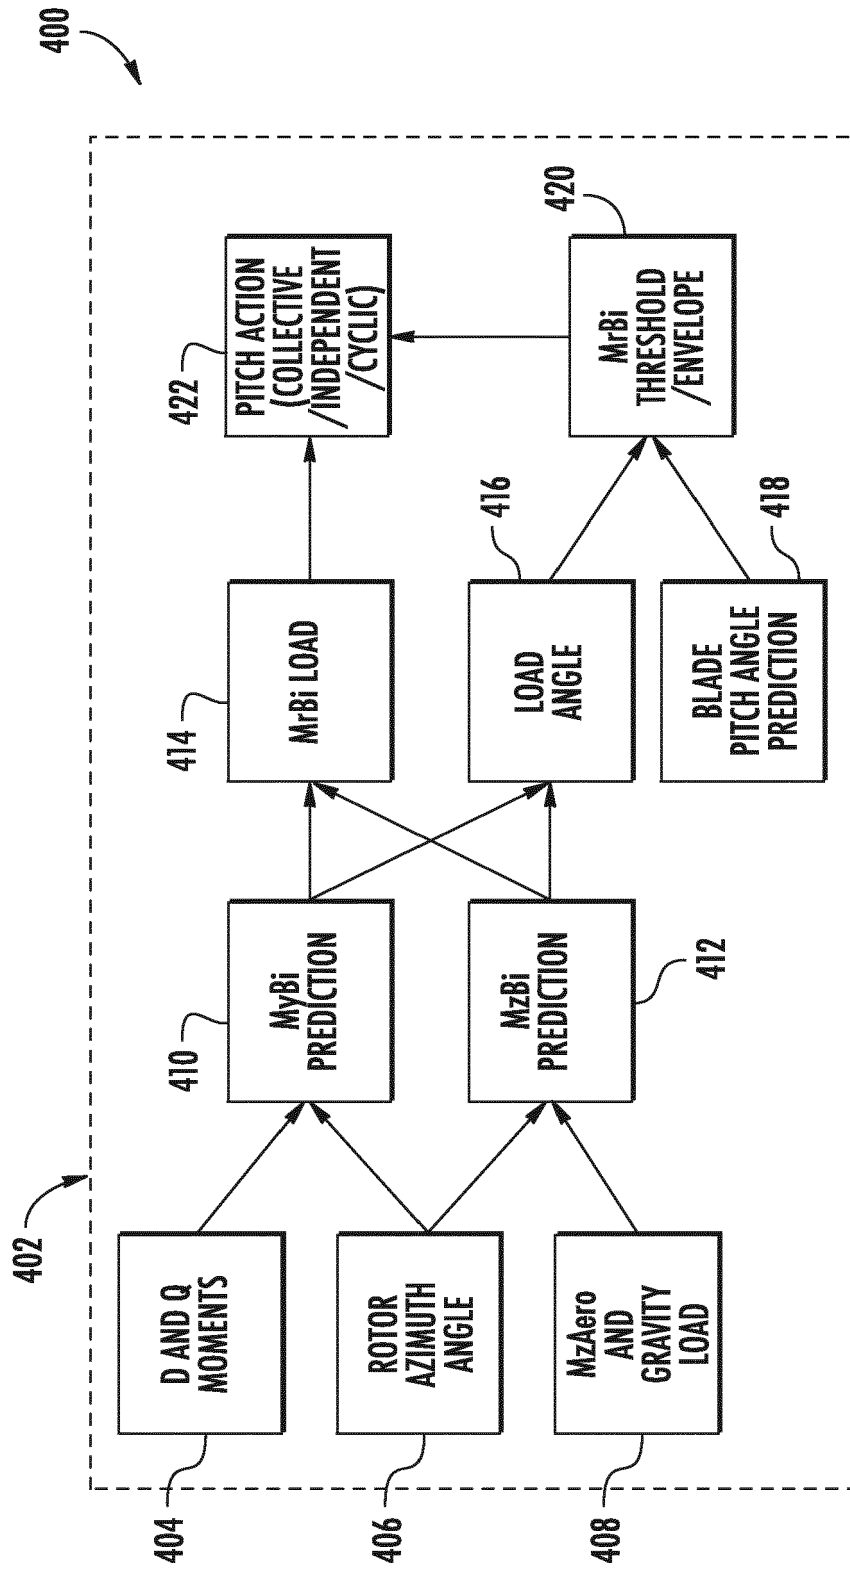 400
402
404
D AND Q
MOMENTS
406
ROTOR
AZIMUTH
ANGLE
408
MzAero
AND
GRAVITY
LOAD
410
MyBi
PREDICTION
412
MzBi
PREDICTION
414
MrBi LOAD
416
LOAD
ANGLE
418
BLADE
PITCH ANGLE
PREDICTION
420
MrBi
THRESHOLD
/ENVELOPE
422
PITCH ACTION
(COLLECTIVE
/INDEPENDENT
/CYCLIC)